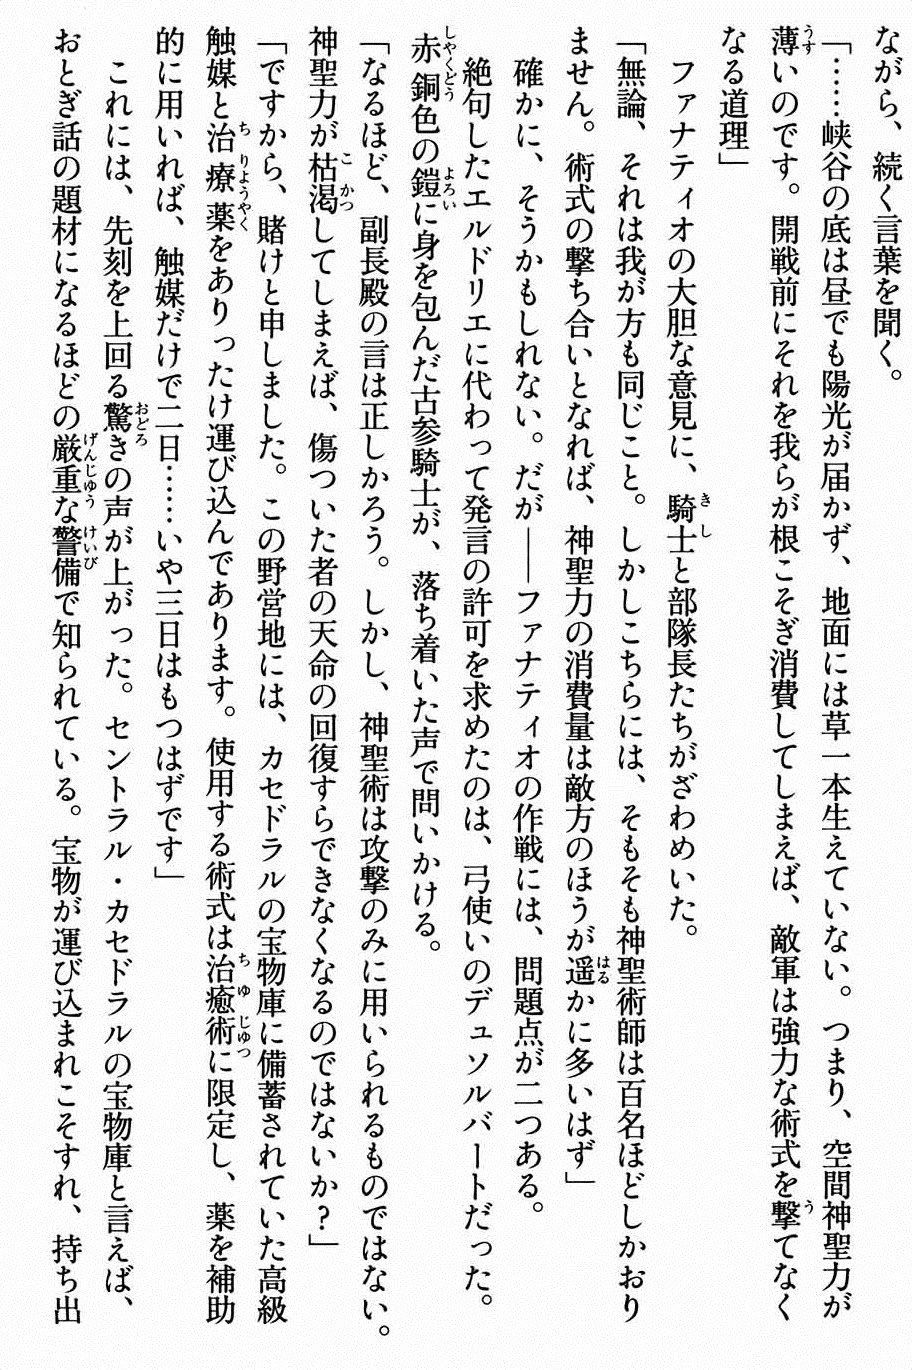 ながら、続く言葉を聞く。
「……峡谷の底は昼でも陽光が届かず、地面には草一本生えていない。つまり、空間神聖力が
薄いのです。開戦前にそれを我らが根こそぎ消費してしまえば、敵軍は強力な術式を撃てなく
なる道理」
ファナティオの大胆な意見に、騎士と部隊長たちがざわめいた。
「無論、それは我が方も同じこと。しかしこちらには、そもそも神聖術師は百名ほどしかおり
ません。術式の撃ち合いとなれば、神聖力の消費量は敵方のほうが遥かに多いはず」
確かに、そうかもしれない。だが――ファナティオの作戦には、問題点が二つある。
絶句したエルドリエに代わって発言の許可を求めたのは、弓使いのデュソルバートだった。
赤銅色の鎧に身を包んだ古参騎士が、落ち着いた声で問いかける。
「なるほど、副長殿の言は正しかろう。しかし、神聖術は攻撃のみに用いられるものではない。
神聖力が枯渇してしまえば、傷ついた者の天命の回復すらできなくなるのではないか？」
「ですから、賭けと申しました。この野営地には、カセドラルの宝物庫に備蓄されていた高級
触媒と治療薬をありったけ運び込んであります。使用する術式は治癒術に限定し、薬を補助
的に用いれば、触媒だけで二日……いや三日はもつはずです」
これには、先刻を上回る驚きの声が上がった。セントラル・カセドラルの宝物庫と言えば、
おとぎ話の題材になるほどの厳重な警備で知られている。宝物が運び込まれこそすれ、持ち出